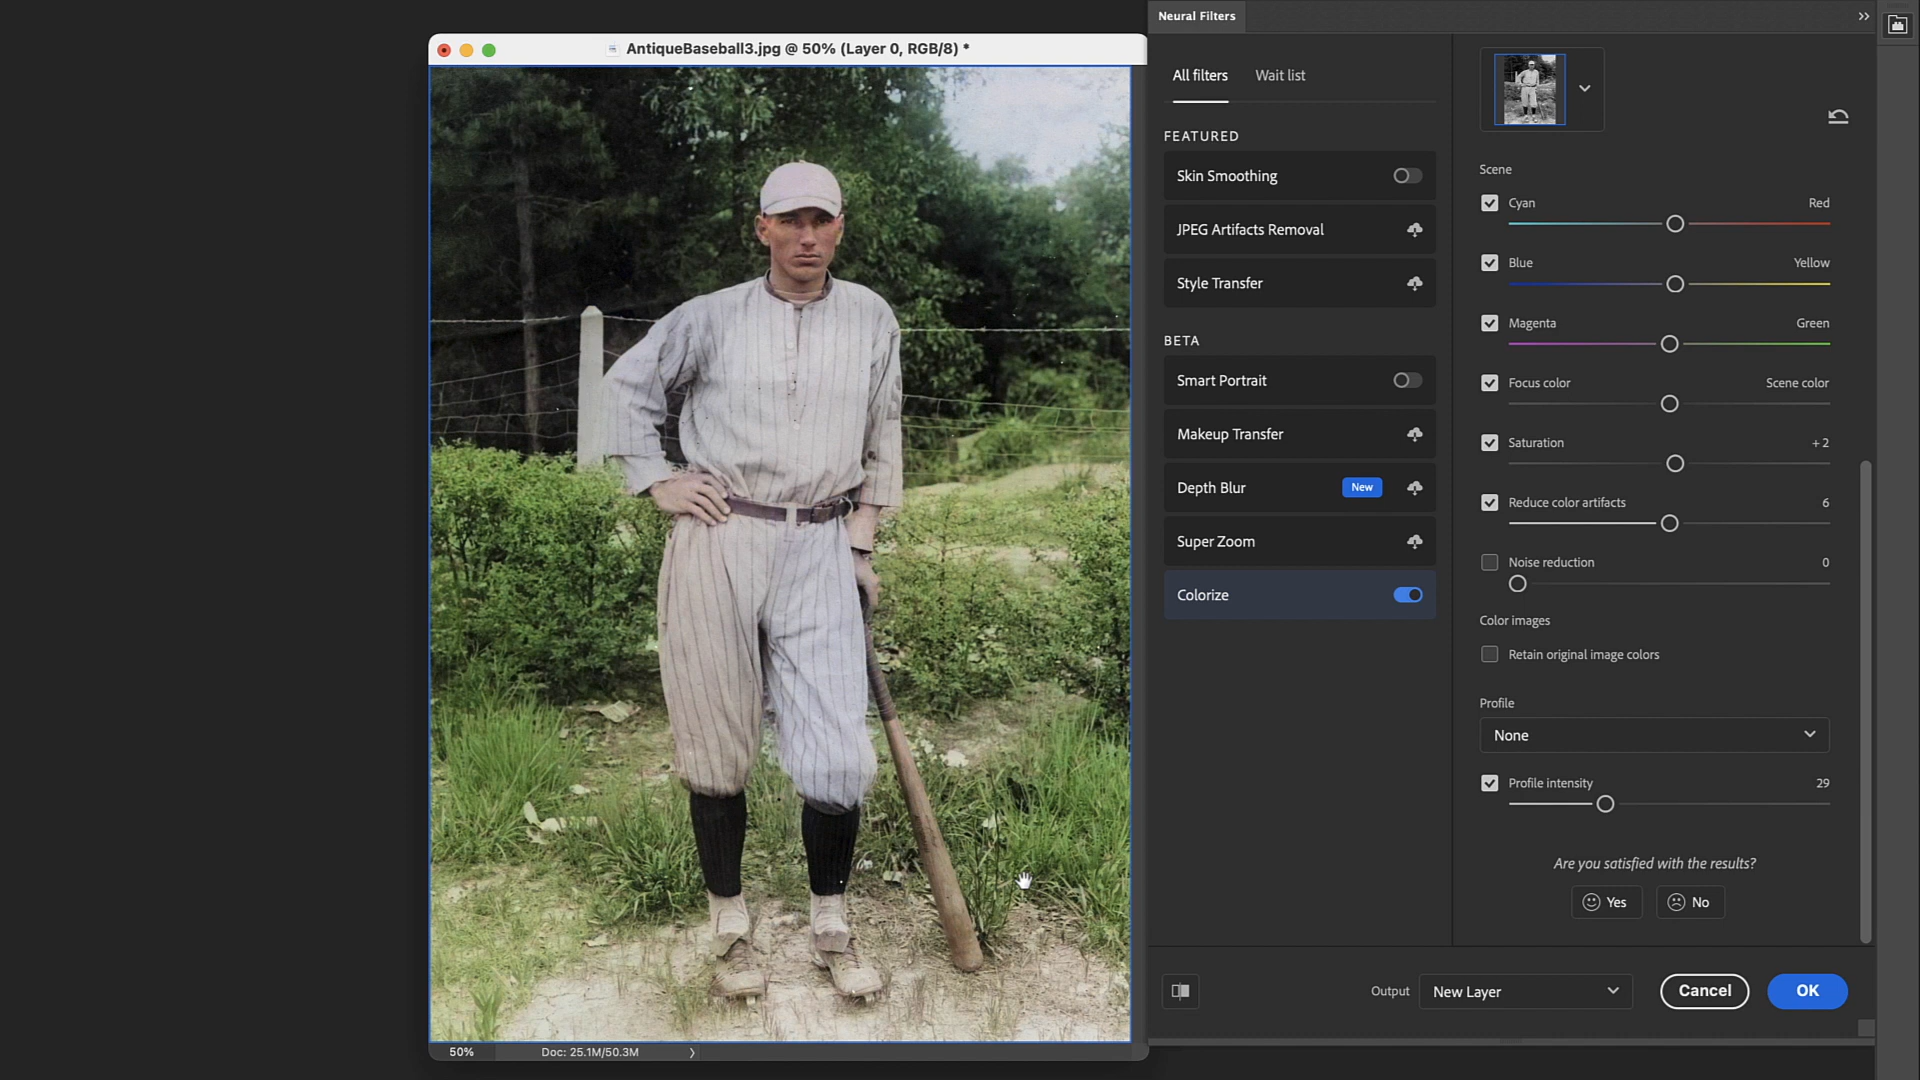 Neural Filters
AntiqueBaseball3.jpg @ 50% (Layer 0, RGB/8) *
All filters
Wait list
FEATURED
Skin Smoothing
JPEG Artifacts Removal
Style Transfer
BETA
Smart Portrait
Makeup Transfer
Depth Blur New
Super Zoom
Colorize
Scene
Cyan Red
Blue Yellow
Magenta Green
Focus color Scene color
Saturation +2
Reduce color artifacts 6
Noise reduction 0
Color images
Retain original image colors
Profile
None
Profile intensity 29
Are you satisfied with the results?
Yes No
Output New Layer Cancel OK
50% Doc: 25.1M/50.3M